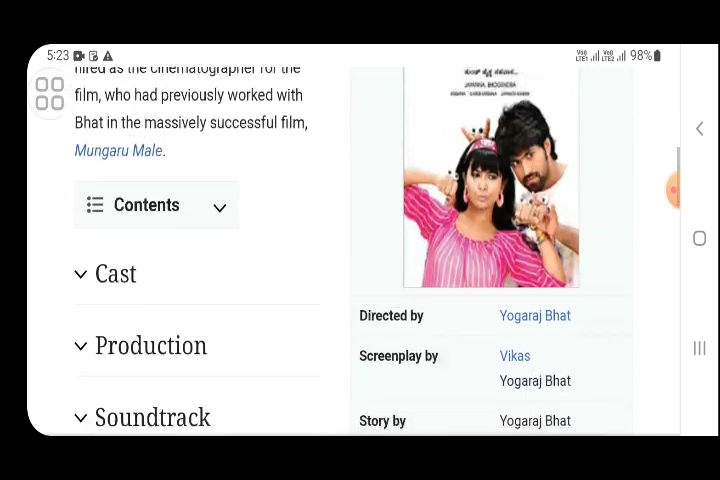 5:23
98%
hired as the cinematographer for the
film, who had previously worked with
Bhat in the massively successful film,
Mungaru Male.
Contents
Cast
Production
Soundtrack
JAYANNA, BHOGENDRA
Directed by Yogaraj Bhat
Screenplay by Vikas
Yogaraj Bhat
Story by Yogaraj Bhat